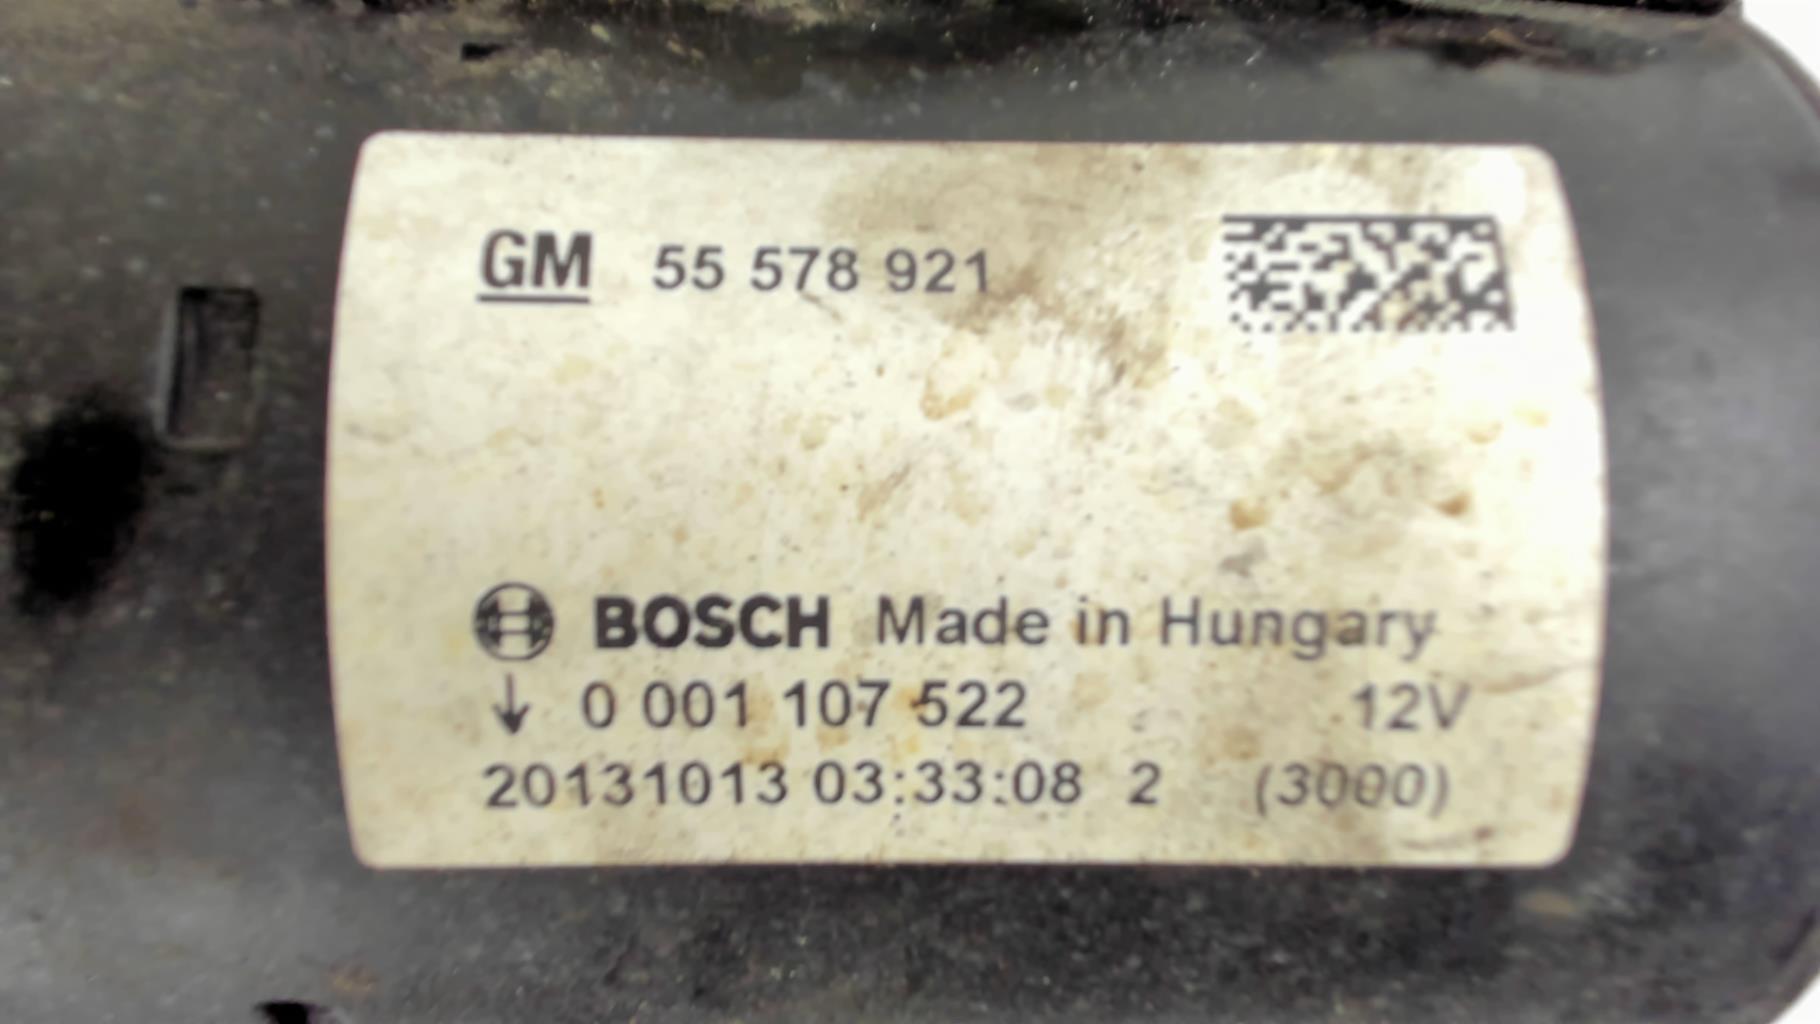 GM 55 578 921
BOSCH Made in Hungary
↓ 0 001 107 522 12V
20131013 03:33:08 2 (3000)